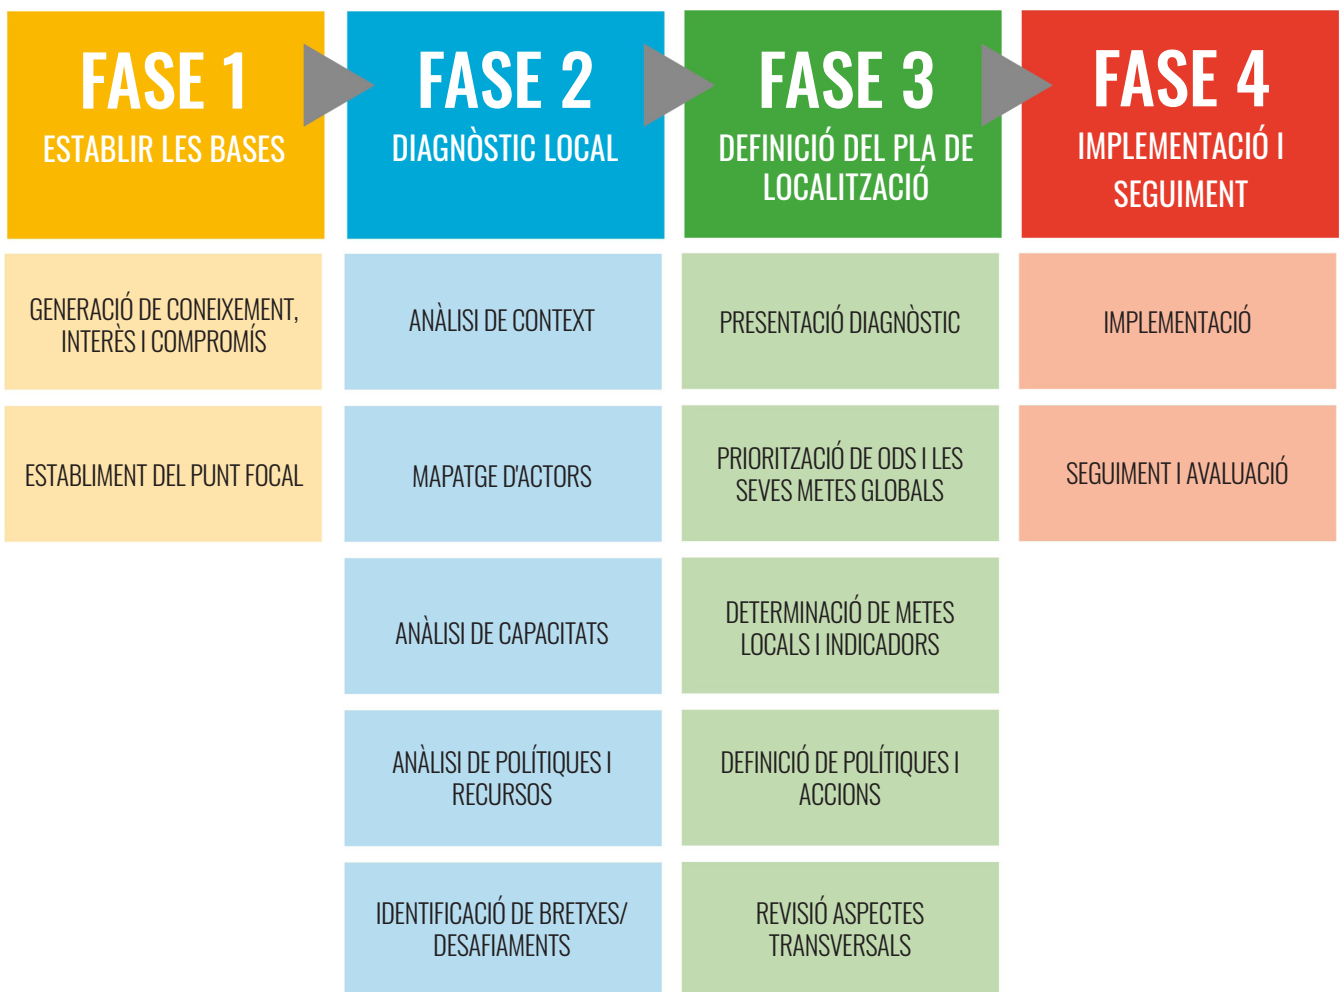 FASE 1
ESTABLIR LES BASES
GENERACIÓ DE CONEIXEMENT,
INTERÈS I COMPROMÍS
ESTABLIMENT DEL PUNT FOCAL
FASE 2
DIAGNÒSTIC LOCAL
ANÀLISI DE CONTEXT
MAPATGE D'ACTORS
ANÀLISI DE CAPACITATS
ANÀLISI DE POLÍTIQUES I
RECURSOS
IDENTIFICACIÓ DE BRETXES/
DESAFIAMENTS
FASE 3
DEFINICIÓ DEL PLA DE
LOCALITZACIÓ
PRESENTACIÓ DIAGNÒSTIC
PRIORITZACIÓ DE ODS I LES
SEVES METES GLOBALS
DETERMINACIÓ DE METES
LOCALS I INDICADORS
DEFINICIÓ DE POLÍTIQUES I
ACCIONS
REVISIÓ ASPECTES
TRANSVERSALS
FASE 4
IMPLEMENTACIÓ I
SEGUIMENT
IMPLEMENTACIÓ
SEGUIMENT I AVALUACIÓ